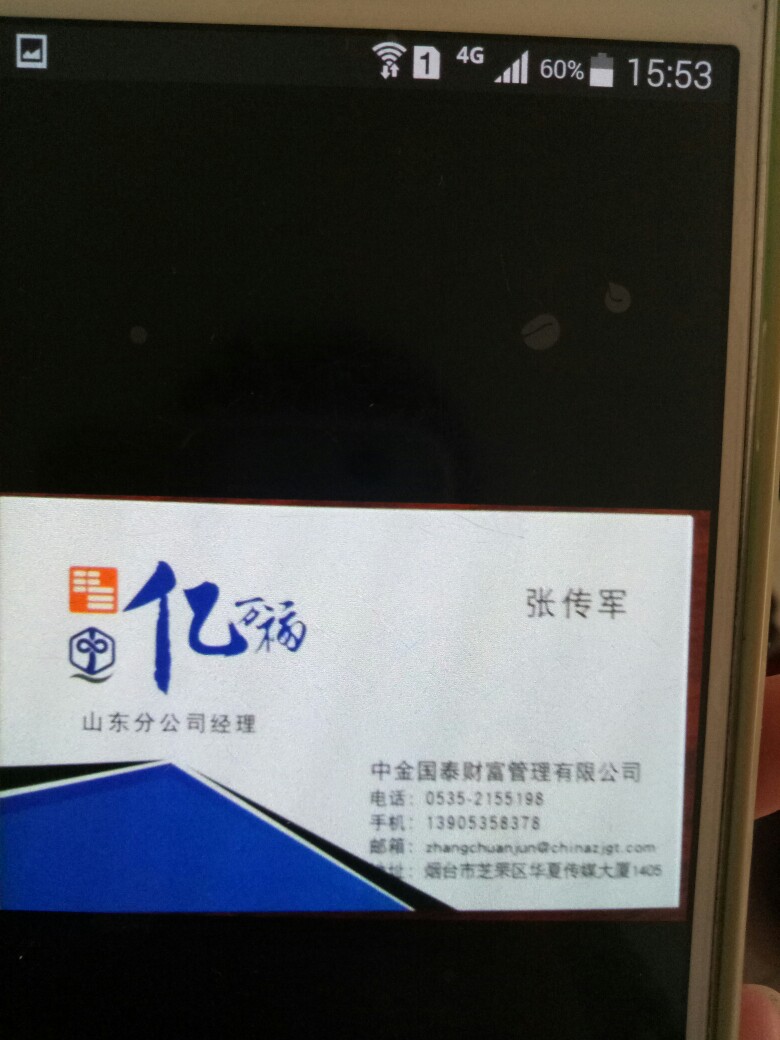 1 4G 60% 15:53
亿万福
张传军
山东分公司经理
中金国泰财富管理有限公司
电话：0535-2155198
手机：13905358378
邮箱：zhangchuanjun@chinazjgt.com
地址：烟台市芝罘区华夏传媒大厦1405